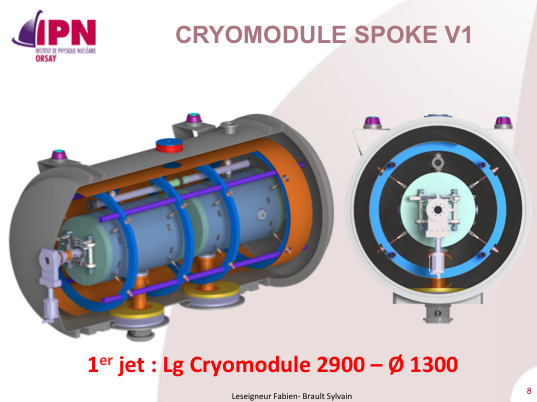 IPN
INSTITUT DE PHYSIQUE NUCLÉAIRE
ORSAY
CRYOMODULE SPOKE V1
1er jet : Lg Cryomodule 2900 – Ø 1300
Leseigneur Fabien- Brault Sylvain
8